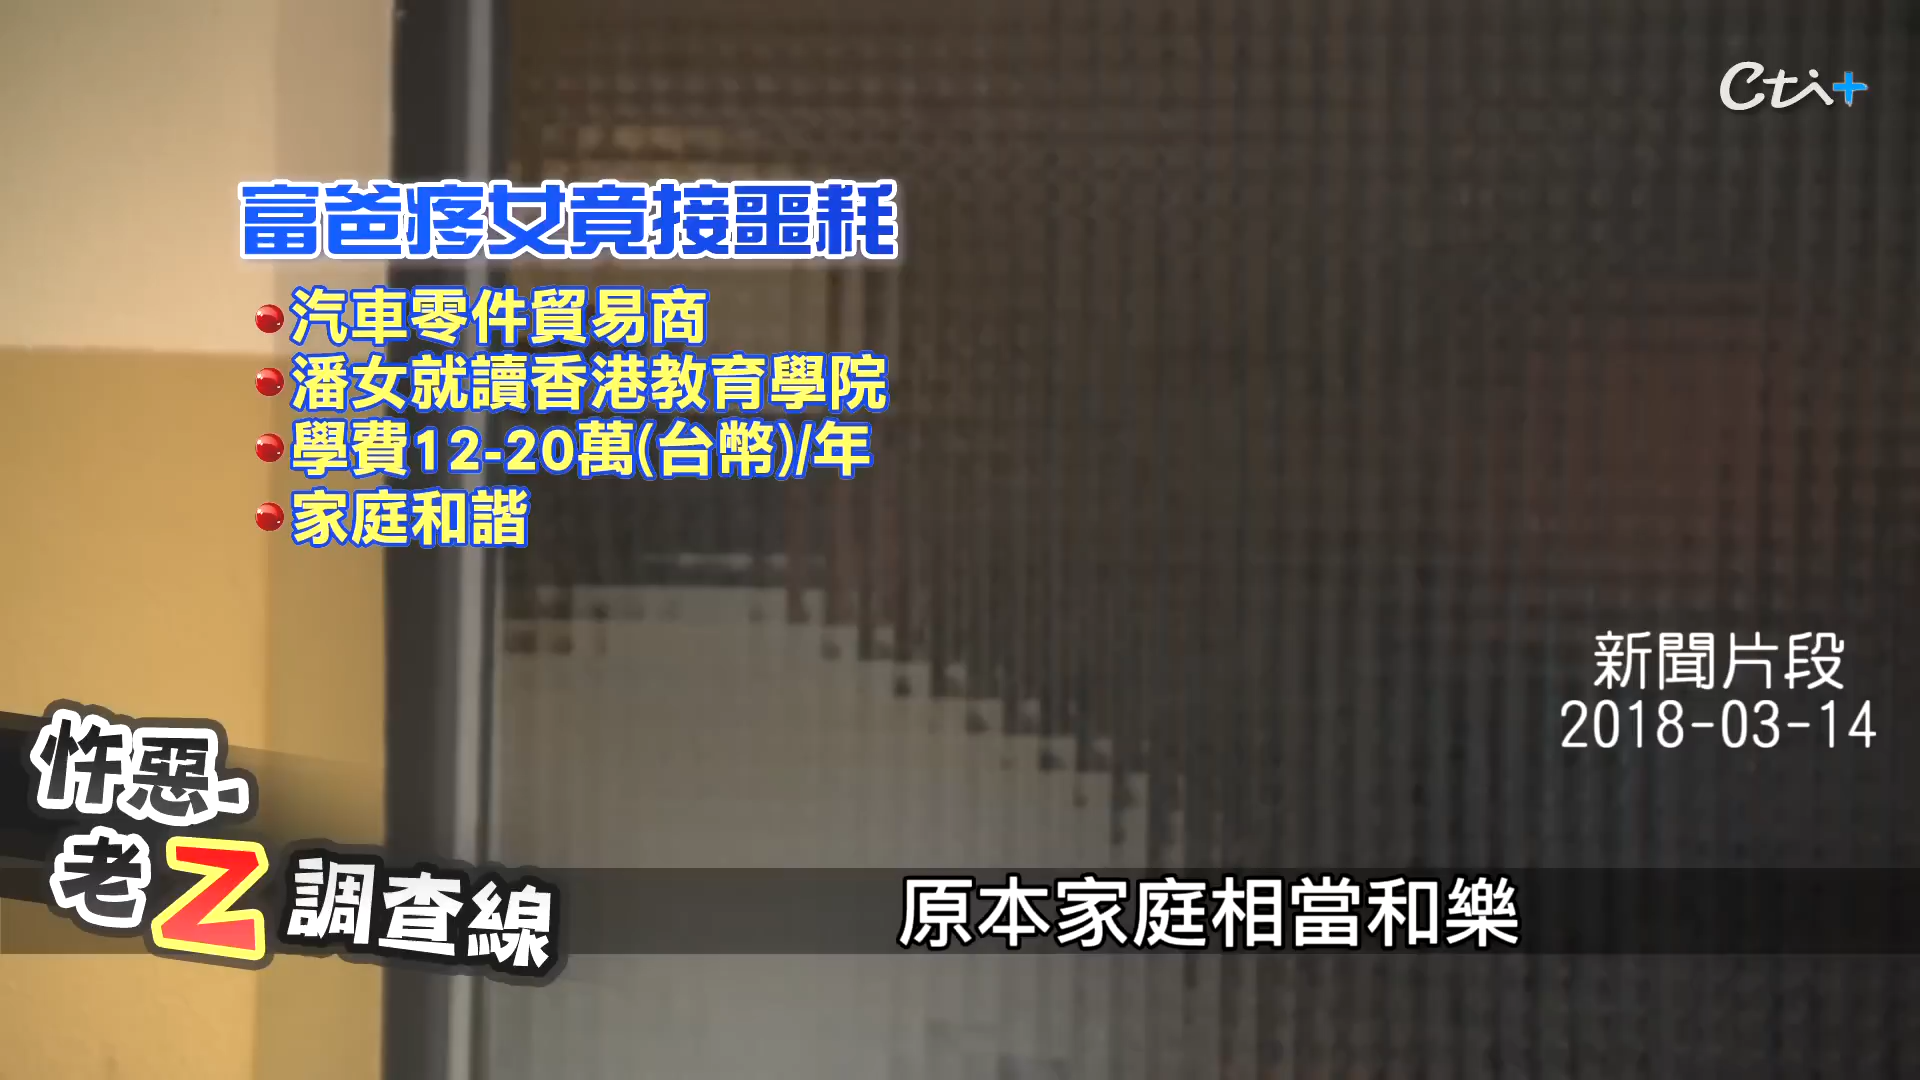 Cti+
富爸疼女竟接噩耗
汽車零件貿易商
潘女就讀香港教育學院
學費12-20萬(台幣)/年
家庭和諧
新聞片段
2018-03-14
忤惡-
老Z調查線
原本家庭相當和樂